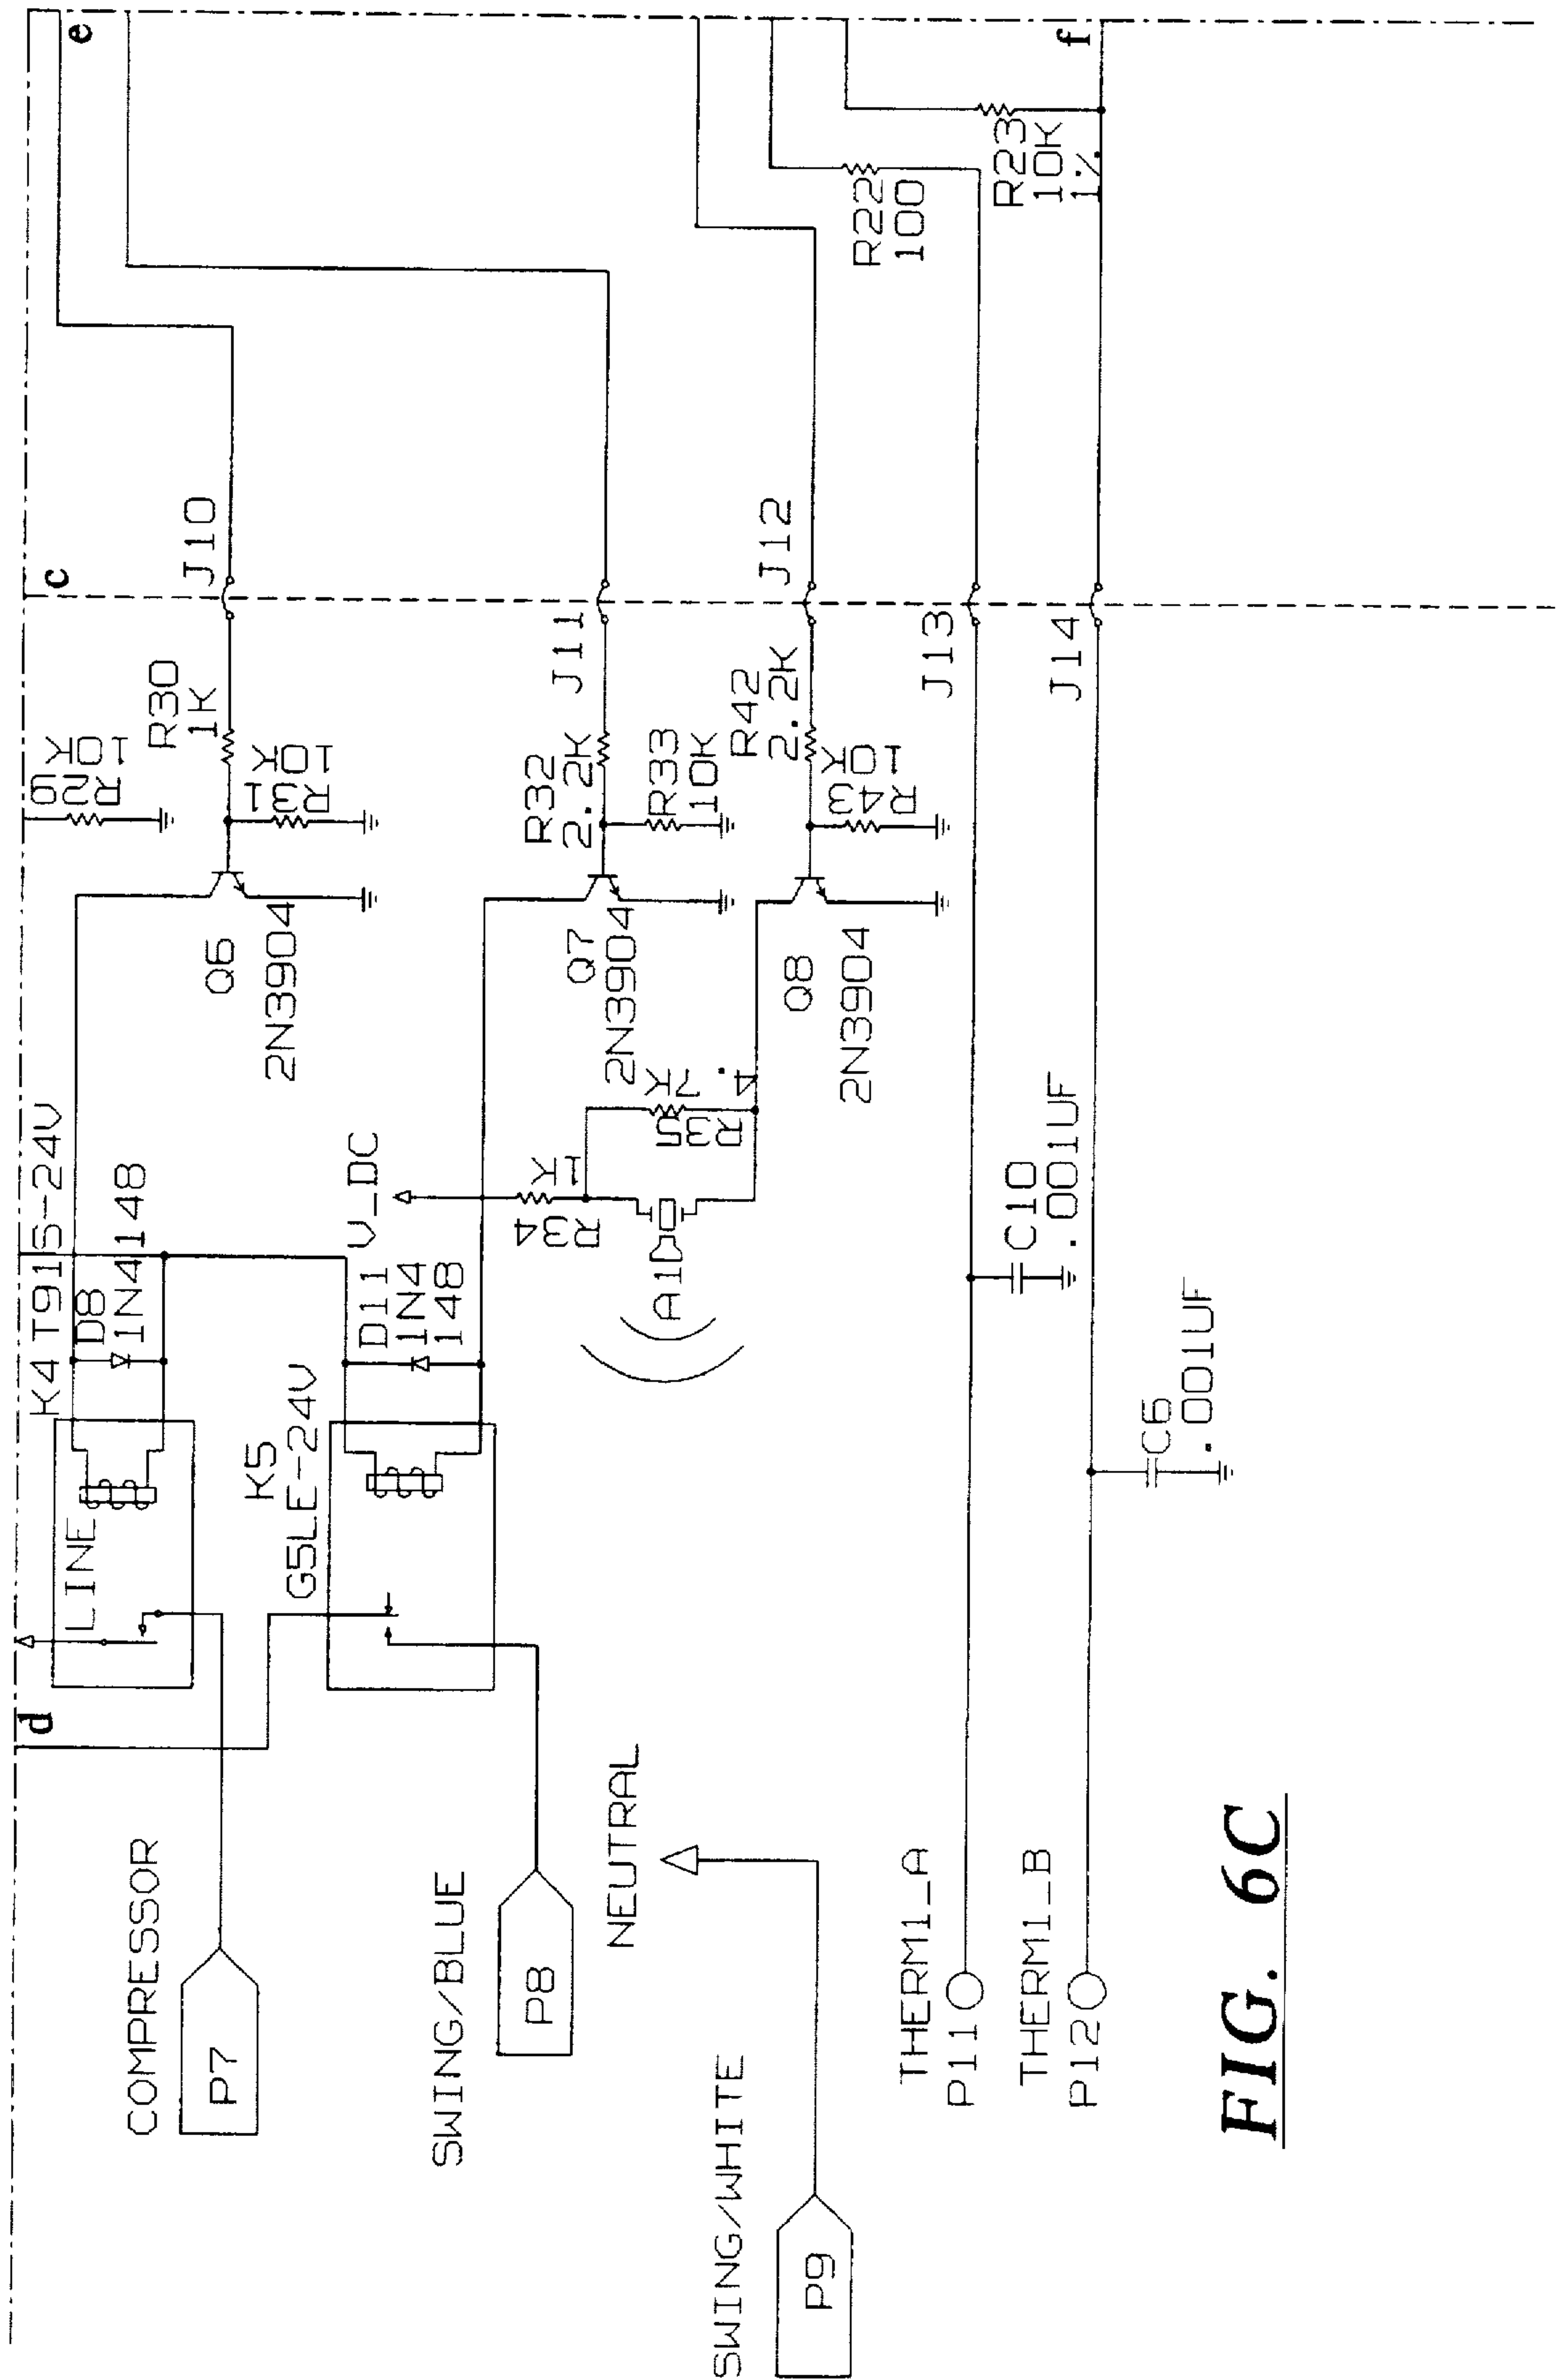 K4 T91S-24V
D8
1N4148
LINE
d
COMPRESSOR
P7
R29
10K
R30
1K
R31
10K
Q6
2N3904
J10
c
e
K5
G5LE-24V
D11
1N4
148
V_DC
SWING/BLUE
P8
R34
1K
R35
4.
7K
A1
Q7
2N3904
R32
2.2K
R33
10K
J11
NEUTRAL
SWING/WHITE
P9
Q8
2N3904
R42
2.2K
R43
10K
J12
R22
100
R23
10K
1%
f
THERM1_A
P11
C10
.001UF
J13
THERM1_B
P12
C6
.001UF
J14
FIG. 6C